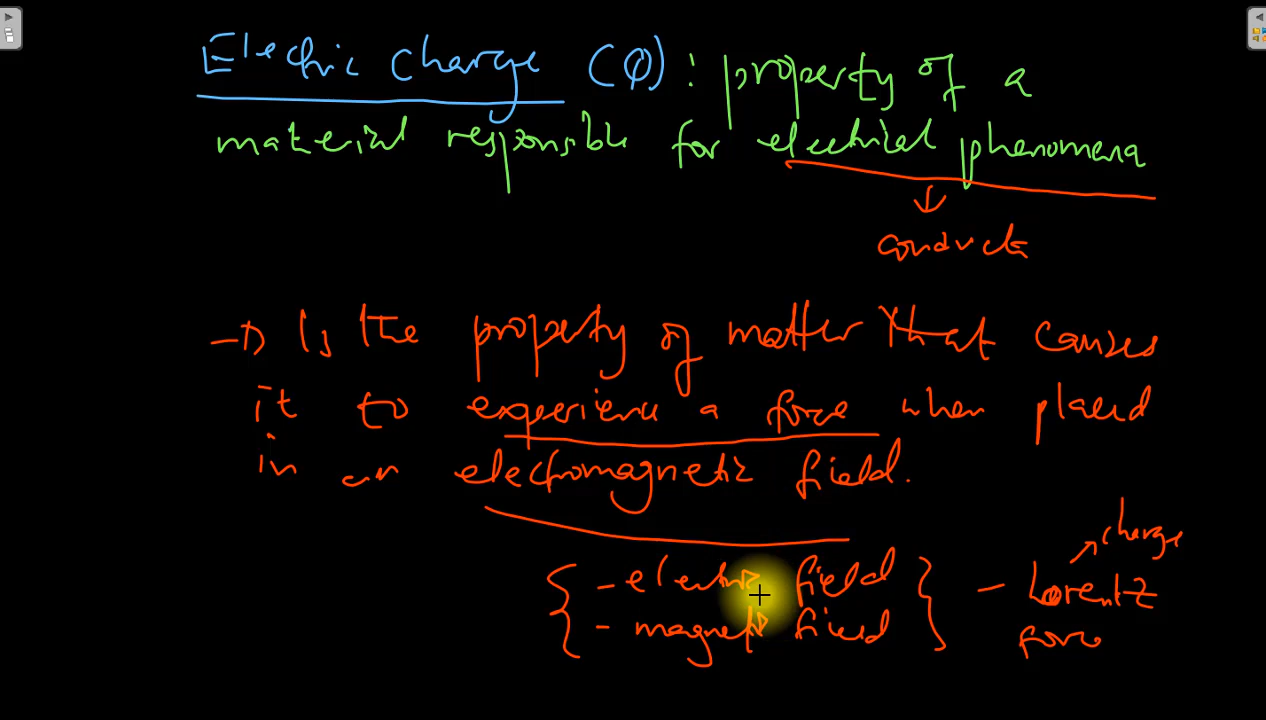 Electric charge (Q): property of a
material responsible for electrical phenomena
↓
conducts
→ Is the property of matter that causes
it to experience a force when placed
in an electromagnetic field.
{ - electric field } - Lorentz force
- magnetic field
↗ charge